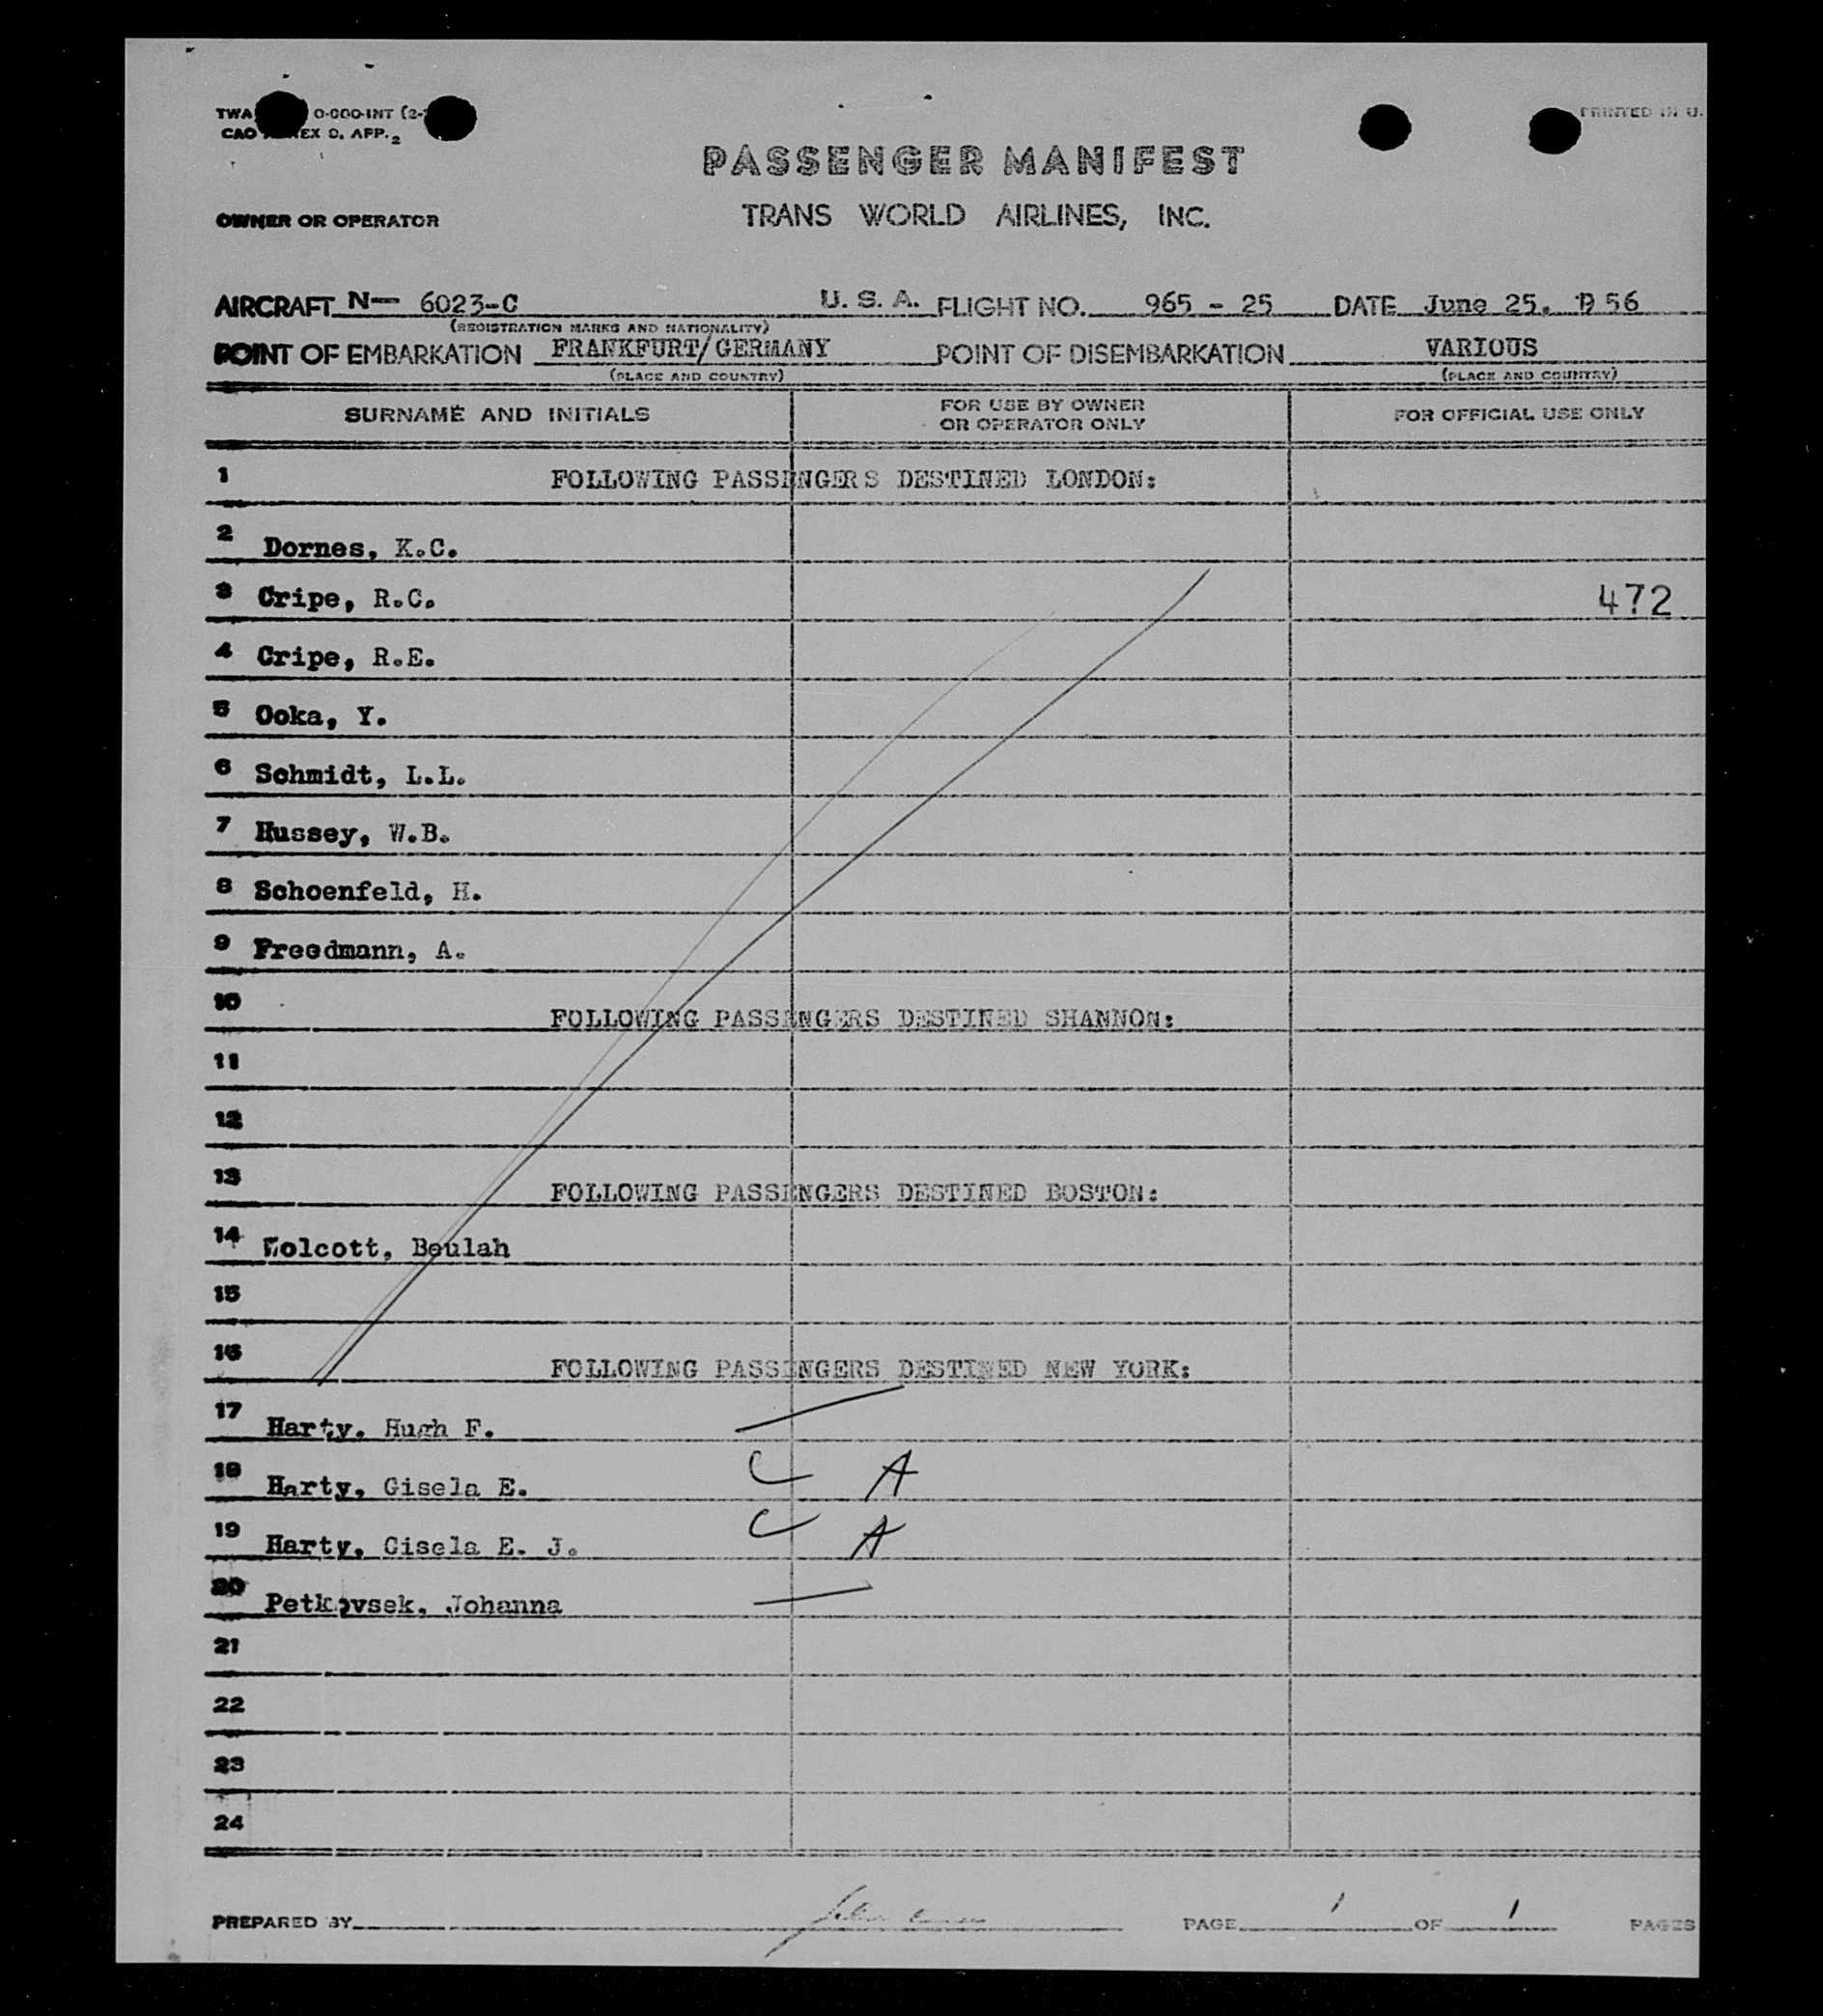 TWA 0-000-INT (2-
CAO EX D. APP. 2
PRINTED IN U.
PASSENGER MANIFEST
OWNER OR OPERATOR
TRANS WORLD AIRLINES, INC.
AIRCRAFT N— 6023-C U. S. A. FLIGHT NO. 965 - 25 DATE June 25, 1956
(REGISTRATION MARKS AND NATIONALITY)
POINT OF EMBARKATION FRANKFURT/GERMANY POINT OF DISEMBARKATION VARIOUS
(PLACE AND COUNTRY) (PLACE AND COUNTRY)
SURNAME AND INITIALS
FOR USE BY OWNER
OR OPERATOR ONLY
FOR OFFICIAL USE ONLY
1 FOLLOWING PASSENGERS DESTINED LONDON:
2 Dornes, K.C.
3 Cripe, R.C. 472
4 Cripe, R.E.
5 Ooka, Y.
6 Schmidt, L.L.
7 Hussey, W.B.
8 Schoenfeld, H.
9 Freedmann, A.
10 FOLLOWING PASSENGERS DESTINED SHANNON:
11
12
13 FOLLOWING PASSENGERS DESTINED BOSTON:
14 Wolcott, Beulah
15
16 FOLLOWING PASSENGERS DESTINED NEW YORK:
17 Harty, Hugh F.
18 Harty, Gisela E. C A
19 Harty, Gisela E. J. C A
20 Petkovsek, Johanna
21
22
23
24
PREPARED BY PAGE 1 OF 1 PAGES